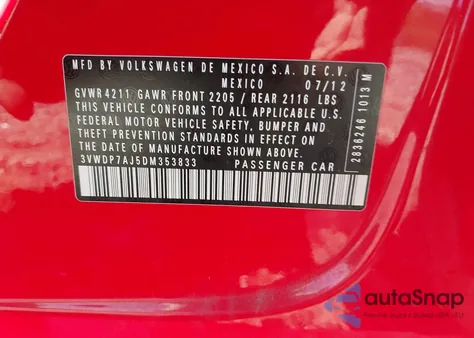 MFD BY VOLKSWAGEN DE MEXICO S.A. DE C.V.
MEXICO 07/12
GVWR 4211 GAWR FRONT 2205 / REAR 2116 LBS
THIS VEHICLE CONFORMS TO ALL APPLICABLE U.S.
FEDERAL MOTOR VEHICLE SAFETY, BUMPER AND
THEFT PREVENTION STANDARDS IN EFFECT ON
THE DATE OF MANUFACTURE SHOWN ABOVE.
3VWDP7AJ5DM353833 PASSENGER CAR
2836246 1013 M
autoSnap